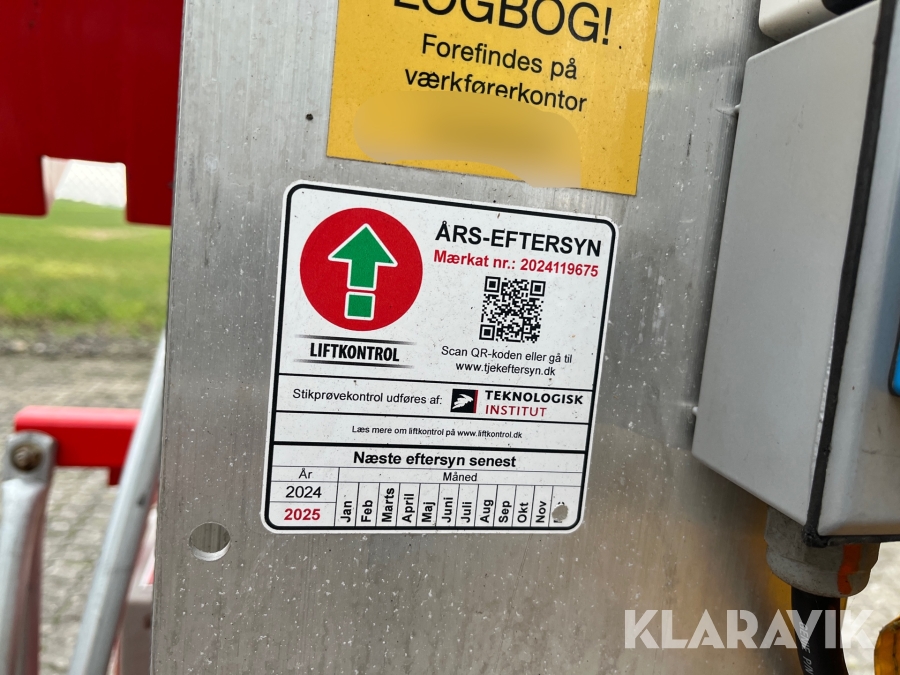 LOGBOG!
Forefindes på
værkførerkontor
ÅRS-EFTERSYN
Mærkat nr.: 2024119675
LIFTKONTROL
Scan QR-koden eller gå til
www.tjekeftersyn.dk
Stikprøvekontrol udføres af:
TEKNOLOGISK
INSTITUT
Læs mere om liftkontrol på www.liftkontrol.dk
Næste eftersyn senest
År Måned
2024
2025
Jan Feb Marts April Maj Juni Juli Aug Sep Okt Nov
KLARAVIK